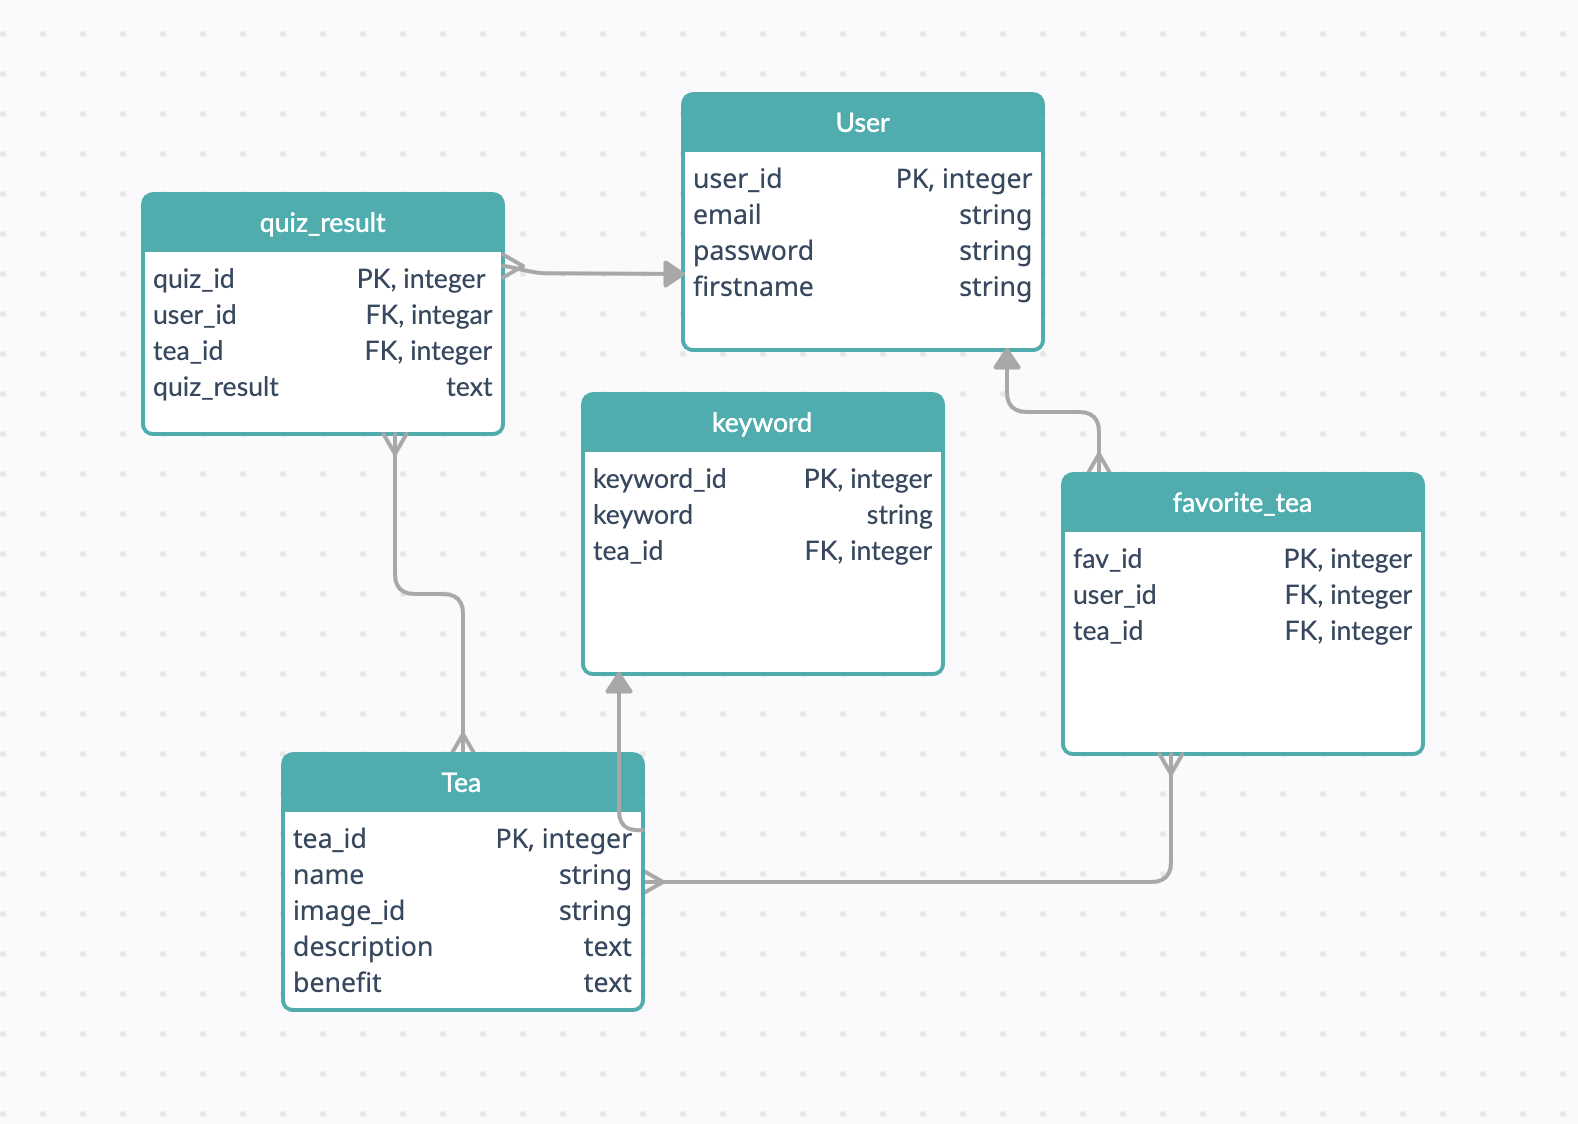 User
user_id PK, integer
email string
password string
firstname string
quiz_result
quiz_id PK, integer
user_id FK, integar
tea_id FK, integer
quiz_result text
keyword
keyword_id PK, integer
keyword string
tea_id FK, integer
favorite_tea
fav_id PK, integer
user_id FK, integer
tea_id FK, integer
Tea
tea_id PK, integer
name string
image_id string
description text
benefit text